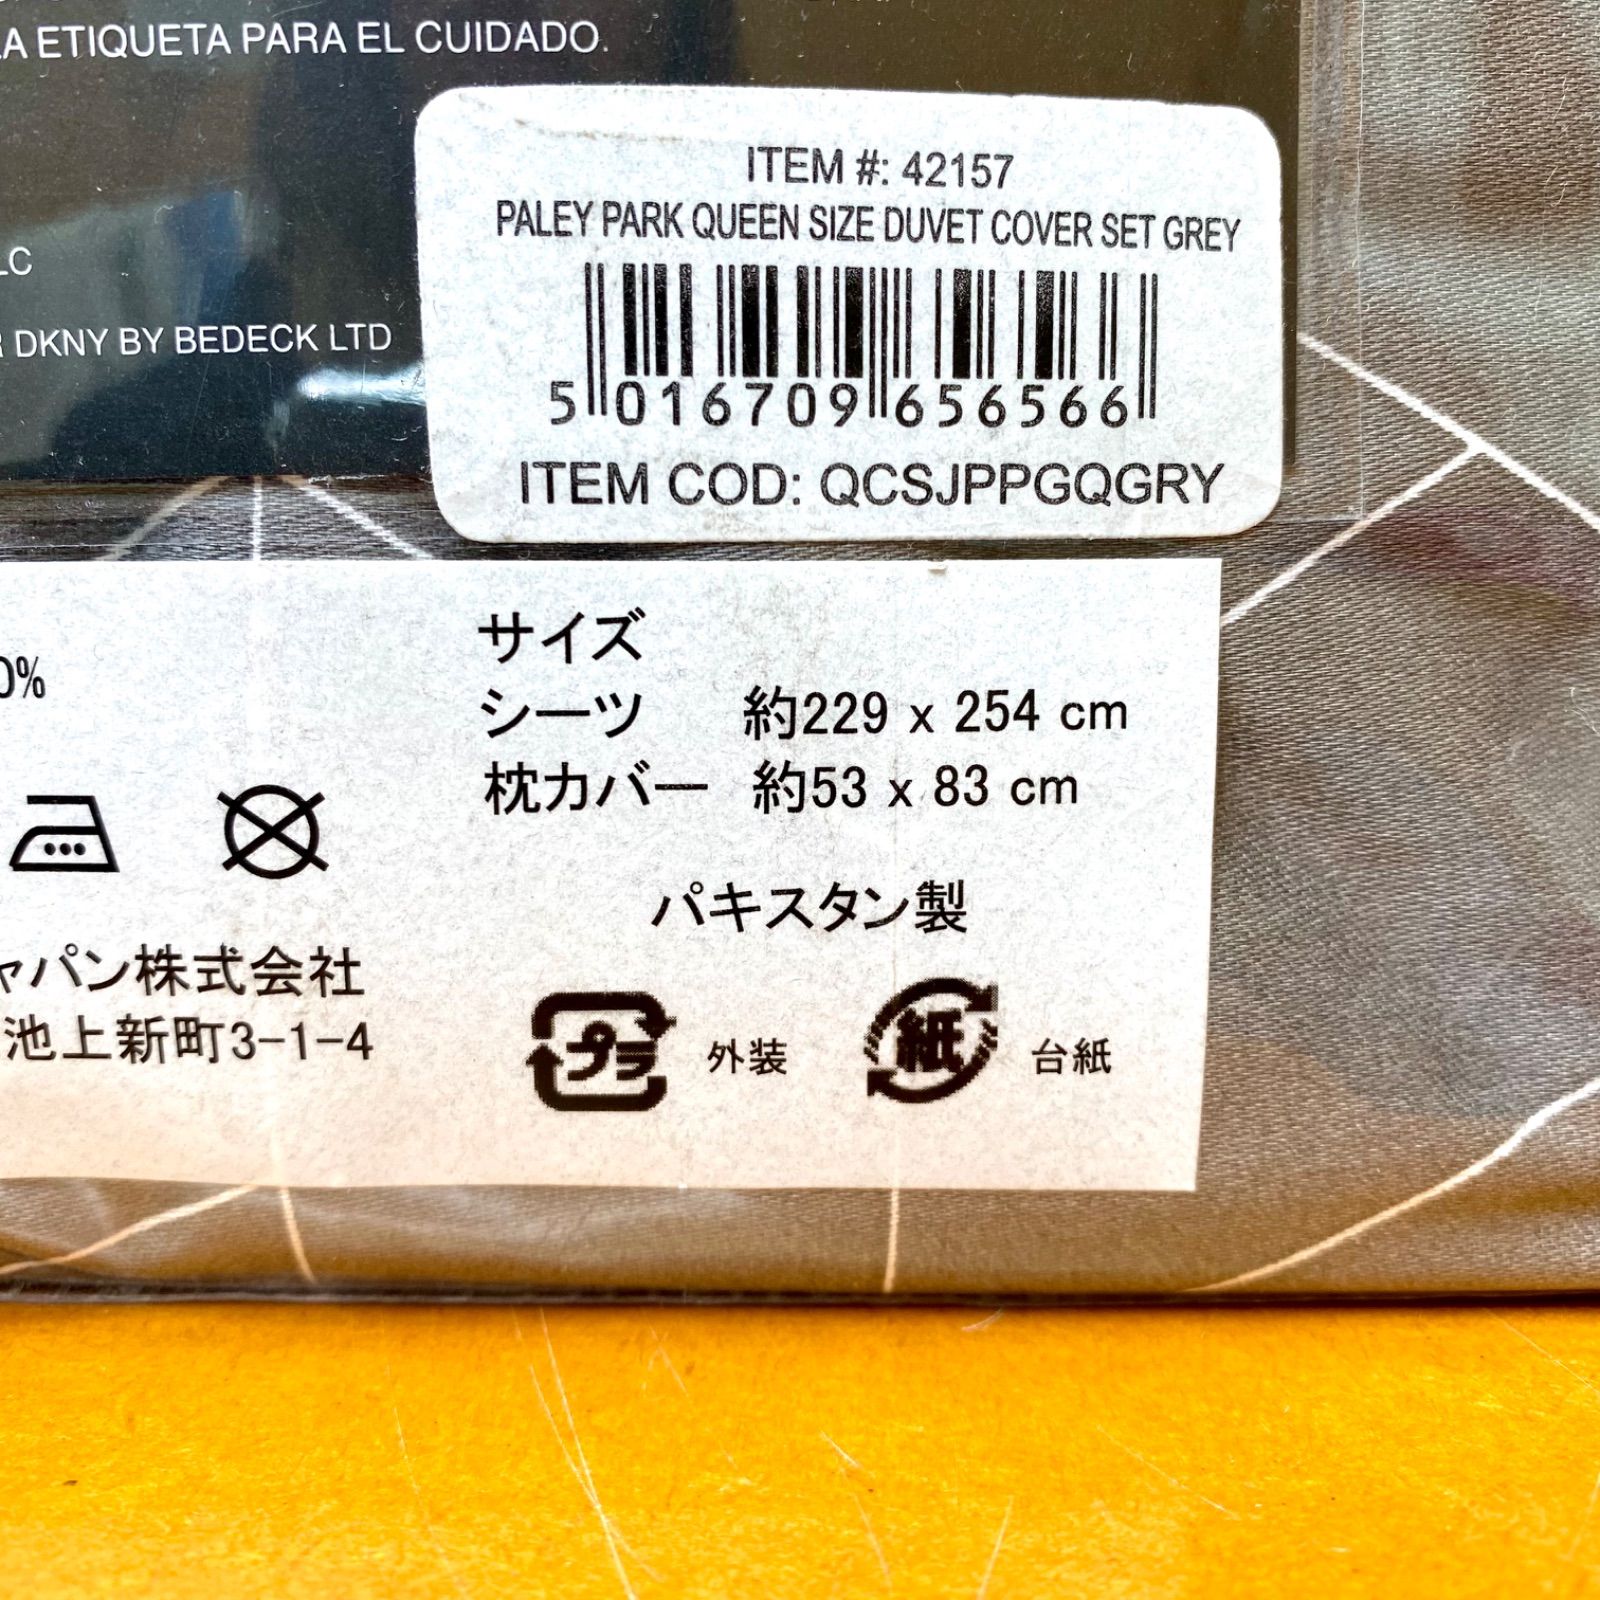 LA ETIQUETA PARA EL CUIDADO.
LC
R DKNY BY BEDECK LTD
ITEM #: 42157
PALEY PARK QUEEN SIZE DUVET COVER SET GREY
5 016709 656566
ITEM COD: QCSJPPGQGRY
0%
サイズ
シーツ 約229 x 254 cm
枕カバー 約53 x 83 cm
パキスタン製
ャパン株式会社
池上新町3-1-4
プラ 外装 紙 台紙